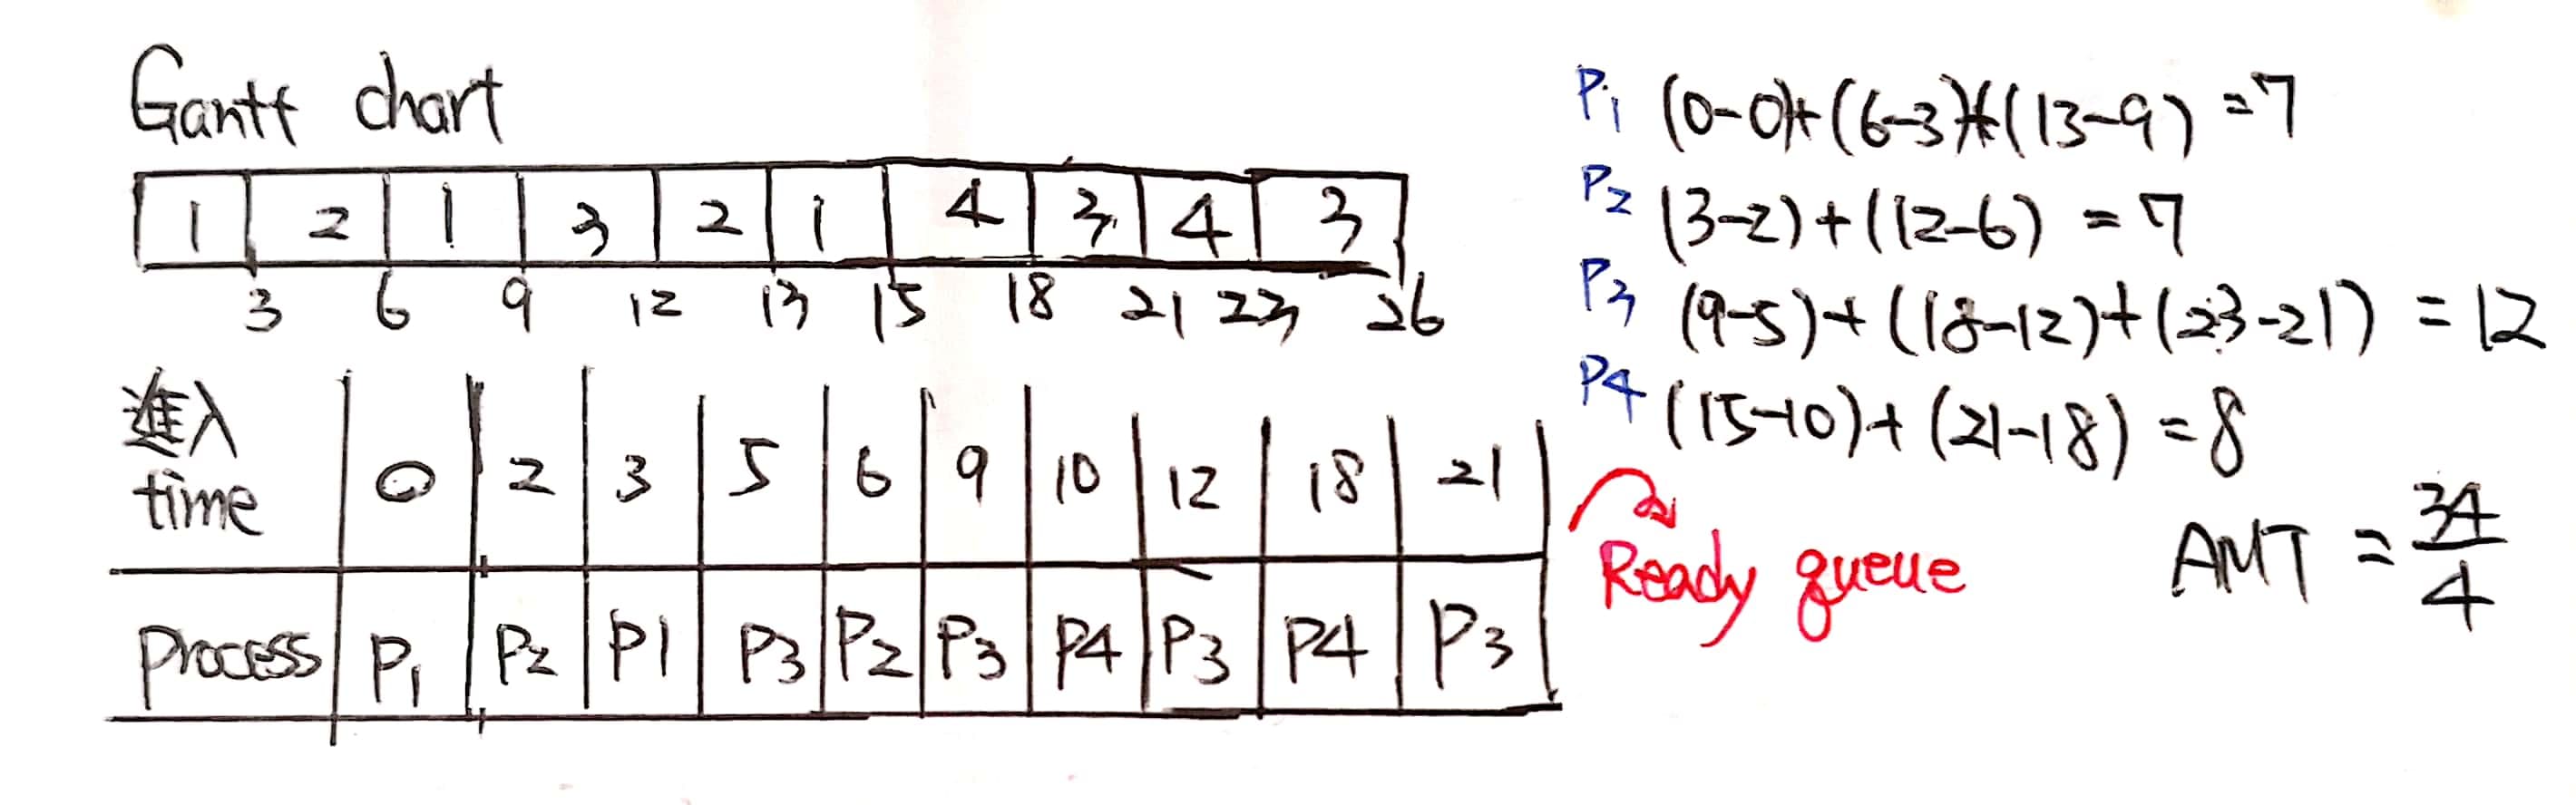 Gantt chart
1 2 1 3 2 1 4 3 4 3
3 6 9 12 13 15 18 21 23 26
進入 time 0 2 3 5 6 9 10 12 18 21
Process P1 P2 P1 P3 P2 P3 P4 P3 P4 P3
P1 (0-0)+(6-3)+(13-9) =7
P2 (3-2)+(12-6) =7
P3 (9-5)+(18-12)+(23-21) =12
P4 (15-10)+(21-18) =8
Ready queue
AMT = 34/4